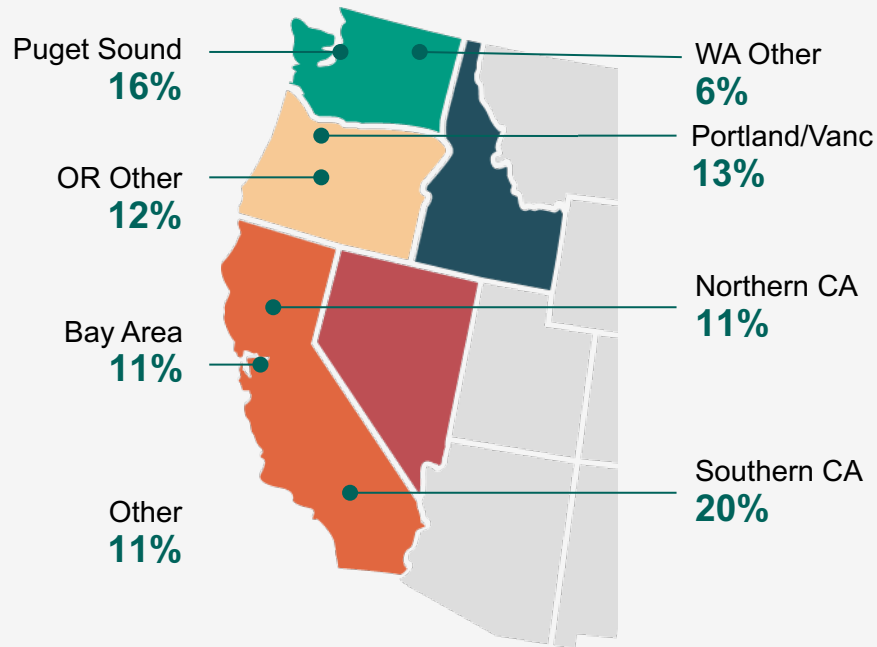 Puget Sound
16%
WA Other
6%
Portland/Vanc
13%
OR Other
12%
Northern CA
11%
Bay Area
11%
Southern CA
20%
Other
11%